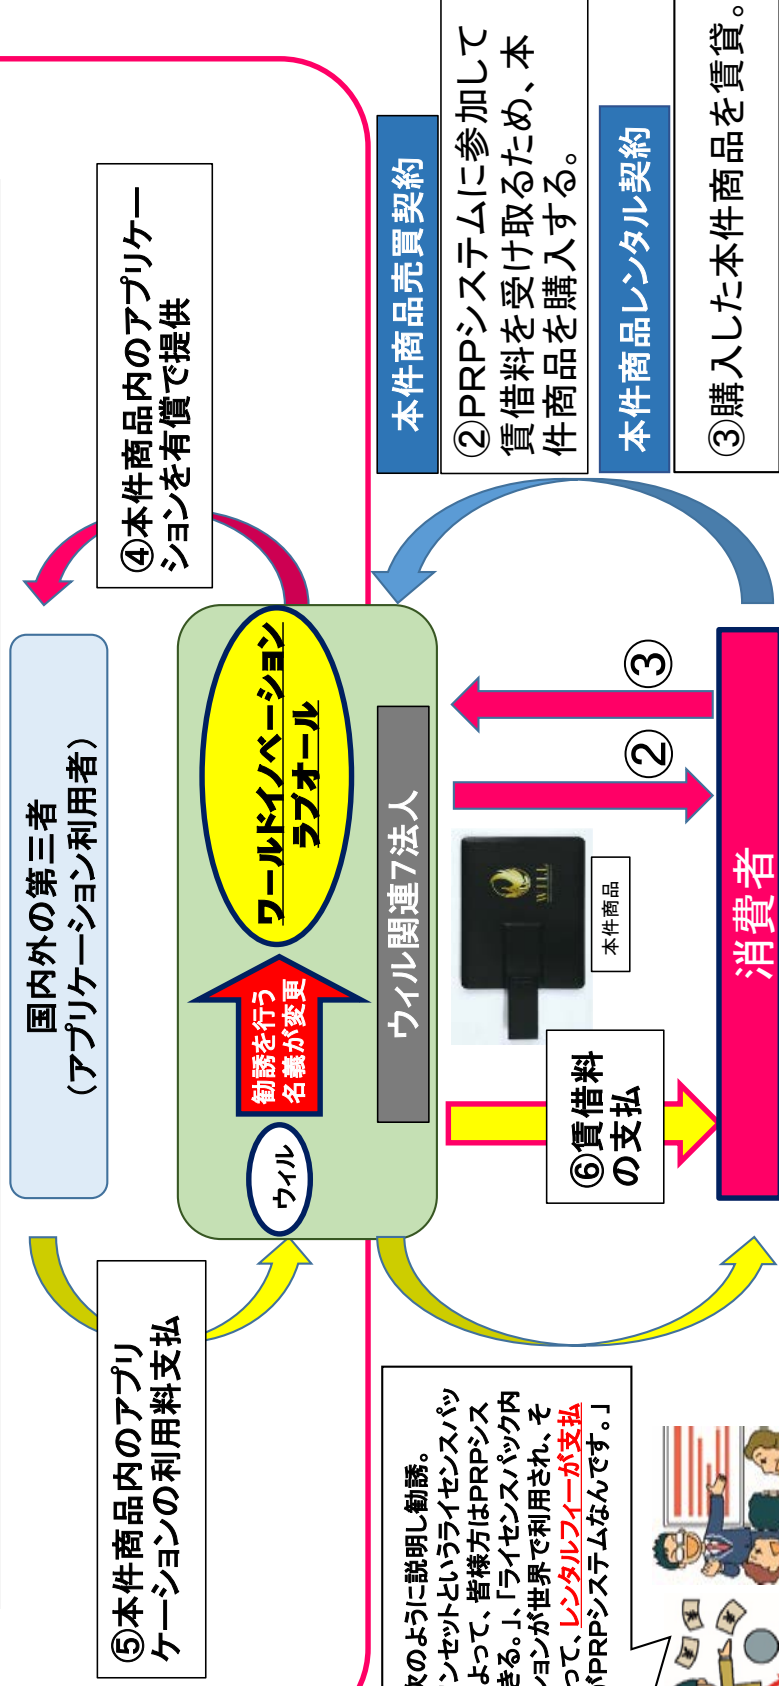 ⑤本件商品内のアプリ
ケーションの利用料支払
国内外の第三者
（アプリケーション利用者）
④本件商品内のアプリケー
ションを有償で提供
ウィル
勧誘を行う
名義が変更
ワールドイノベーション
ラブオール
ウィル関連7法人
次のように説明し勧誘。
ンセットというライセンスパッ
よって、皆様方はPRPシス
きる。」、「ライセンスパック内
ョンが世界で利用され、そ
って、レンタルフィーが支払
がPRPシステムなんです。」
⑥賃借料
の支払
WILL
本件商品
②
③
消費者
本件商品売買契約
②PRPシステムに参加して
賃借料を受け取るため、本
件商品を購入する。
本件商品レンタル契約
③購入した本件商品を賃貸。